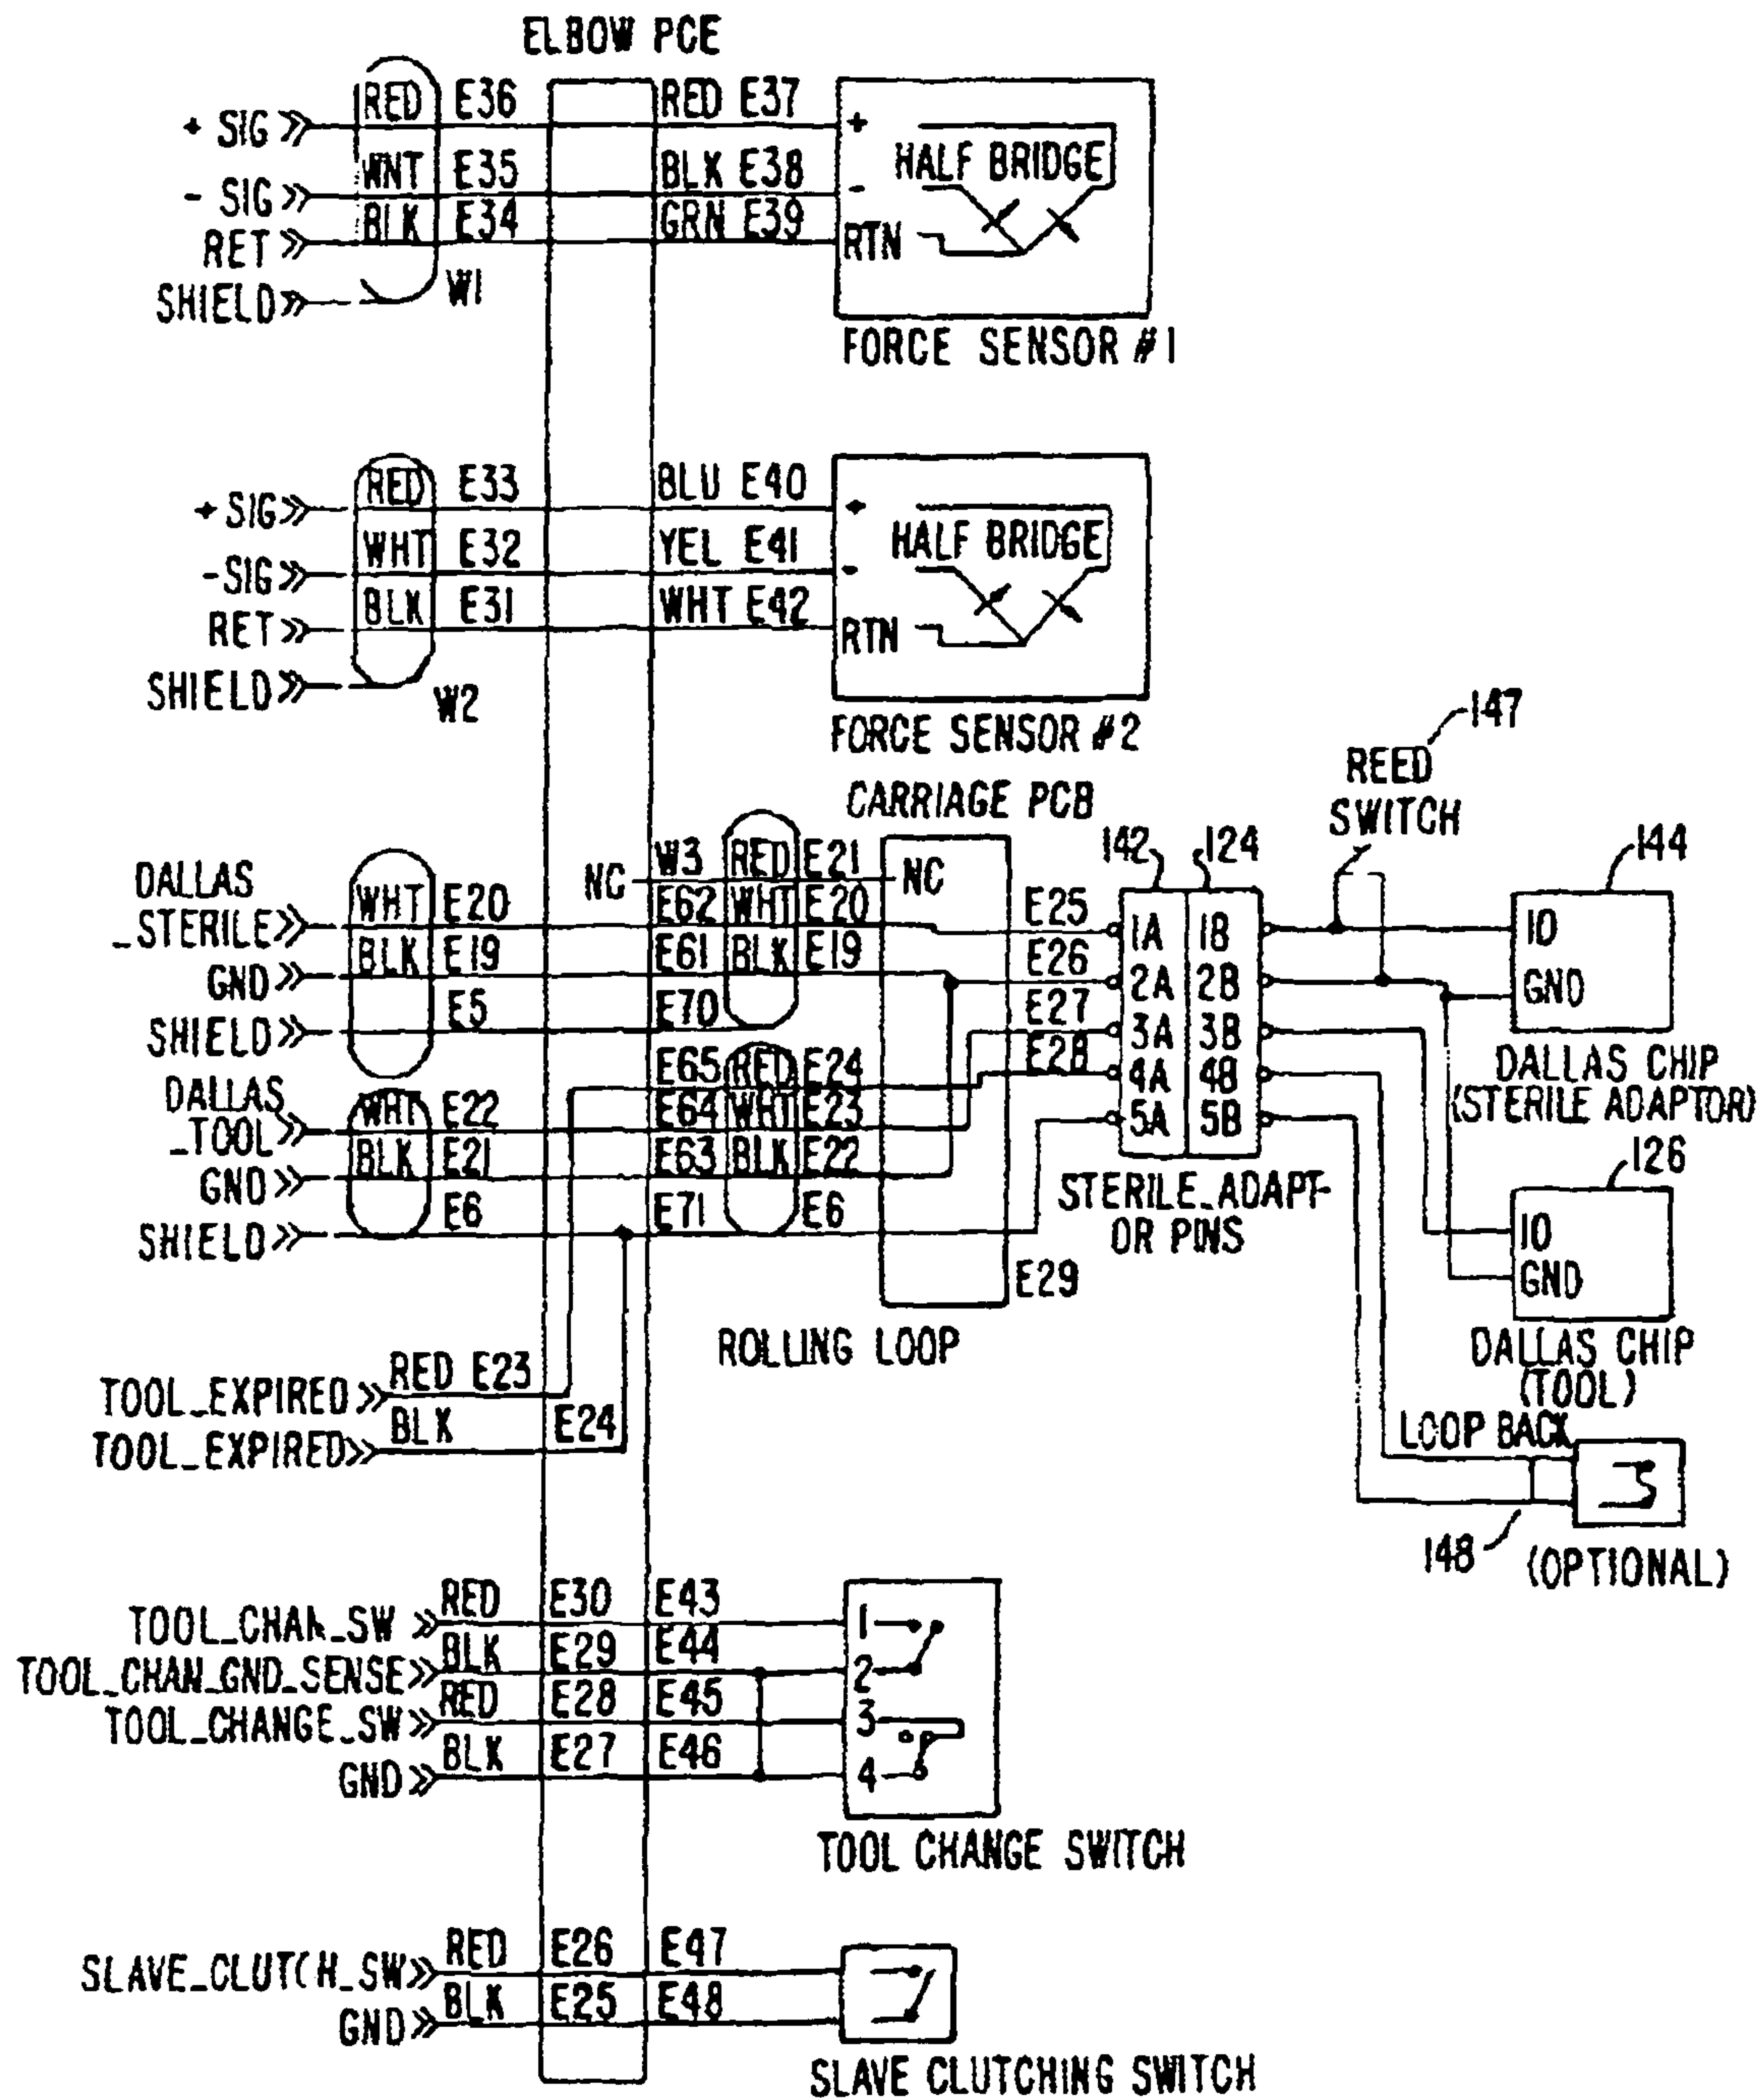 ELBOW PCE
+ SIG RED E36 RED E37 +
HALF BRIDGE
- SIG WNT E35 BLK E38 -
RET BLK E34 GRN E39 RTN
SHIELD W1
FORCE SENSOR #1
+ SIG RED E33 BLU E40 +
HALF BRIDGE
-SIG WHT E32 YEL E41 -
RET BLK E31 WHT E42 RTN
SHIELD W2
FORCE SENSOR #2
147
REED
SWITCH
CARRIAGE PCB
142 124 144
NC W3 RED E21 NC
DALLAS
_STERILE WHT E20 E62 WHT E20 E25 1A 1B IO
GND BLK E19 E61 BLK E19 E26 2A 2B GND
SHIELD E5 E70 E27 3A 3B
DALLAS CHIP
(STERILE ADAPTOR)
E65 RED E24 E28 4A 4B
DALLAS
_TOOL WHT E22 E64 WHT E23 5A 5B
GND BLK E21 E63 BLK E22
SHIELD E6 E71 E6
STERILE_ADAPT-
OR PINS
126
IO
GND
E29
DALLAS CHIP
(TOOL)
ROLLING LOOP
TOOL_EXPIRED RED E23
TOOL_EXPIRED BLK E24
LOOP BACK
148
(OPTIONAL)
TOOL_CHAN_SW RED E30 E43 1
TOOL_CHAN_GND_SENSE BLK E29 E44 2
TOOL_CHANGE_SW RED E28 E45 3
GND BLK E27 E46 4
TOOL CHANGE SWITCH
SLAVE_CLUTCH_SW RED E26 E47
GND BLK E25 E48
SLAVE CLUTCHING SWITCH